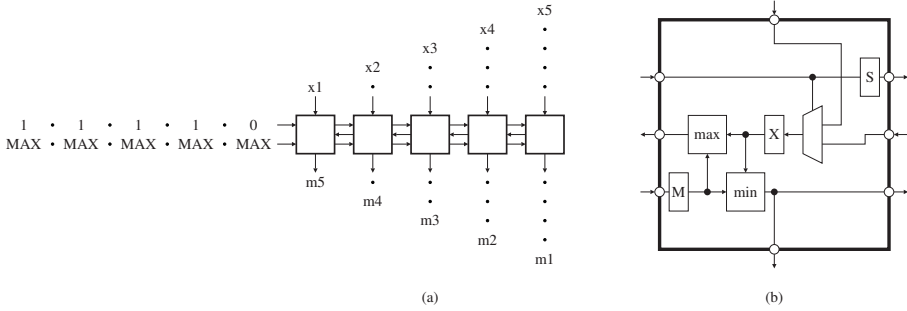 x5
x4
x3
x2
x1
1 • 1 • 1 • 1 • 0
MAX • MAX • MAX • MAX • MAX
m5
m4
m3
m2
m1
(a)
S
max
X
M
min
(b)